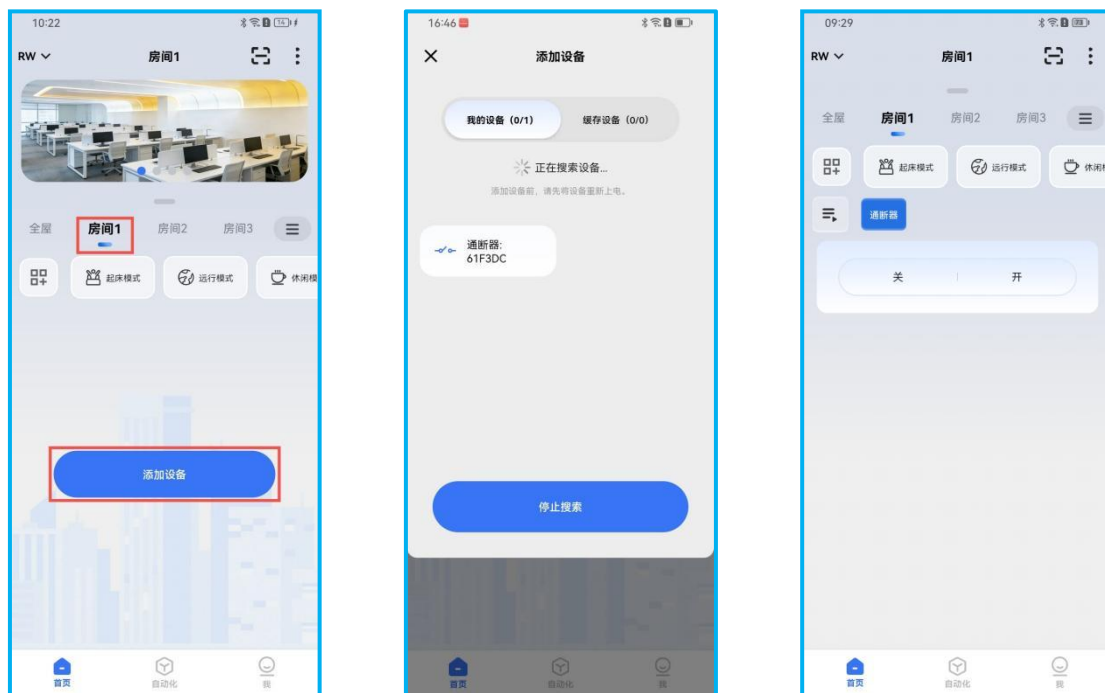 10:22
14
RW
房间1
全屋
房间1
房间2
房间3
起床模式
远行模式
休闲模
添加设备
首页
自动化
我
16:46
添加设备
我的设备（0/1）
缓存设备（0/0）
正在搜索设备...
添加设备前，请先将设备重新上电。
通断器:
61F3DC
停止搜索
首页
自动化
我
09:29
RW
房间1
全屋
房间1
房间2
房间3
起床模式
远行模式
休闲
通断器
关
开
首页
自动化
我